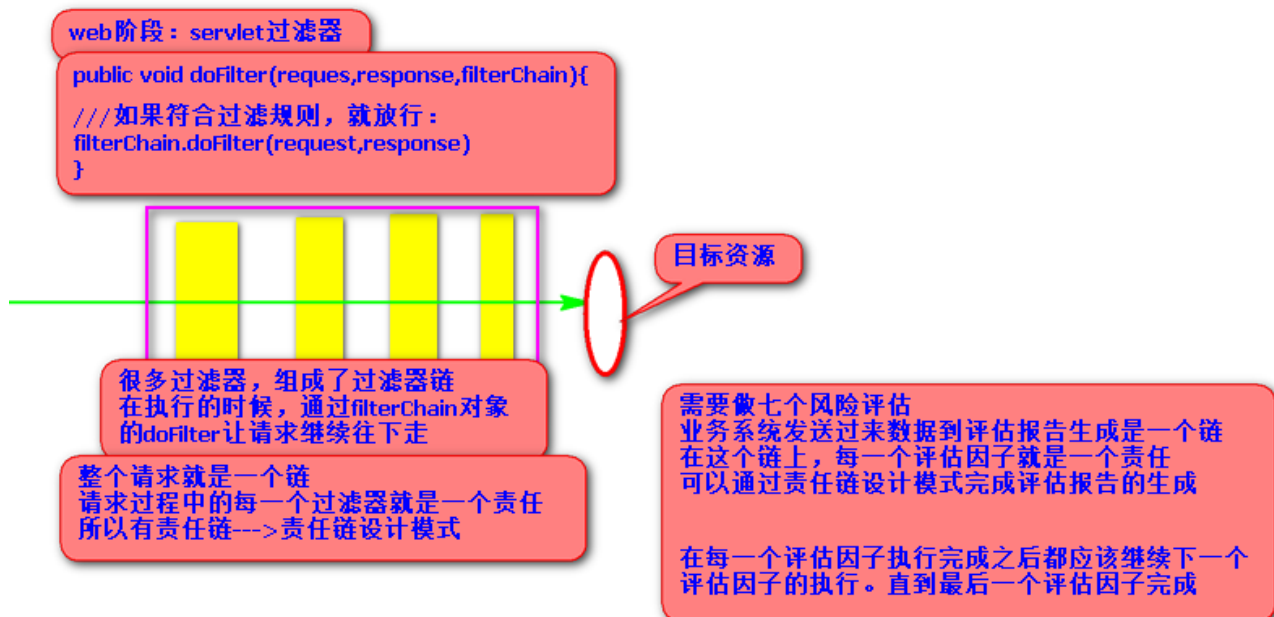 web阶段：servlet过滤器
public void doFilter(reques,response,filterChain){
///如果符合过滤规则，就放行：
filterChain.doFilter(request,response)
}
目标资源
很多过滤器，组成了过滤器链
在执行的时候，通过filterChain对象
的doFilter让请求继续往下走
整个请求就是一个链
请求过程中的每一个过滤器就是一个责任
所以有责任链--->责任链设计模式
需要做七个风险评估
业务系统发送过来数据到评估报告生成是一个链
在这个链上，每一个评估因子就是一个责任
可以通过责任链设计模式完成评估报告的生成
在每一个评估因子执行完成之后都应该继续下一个
评估因子的执行。直到最后一个评估因子完成